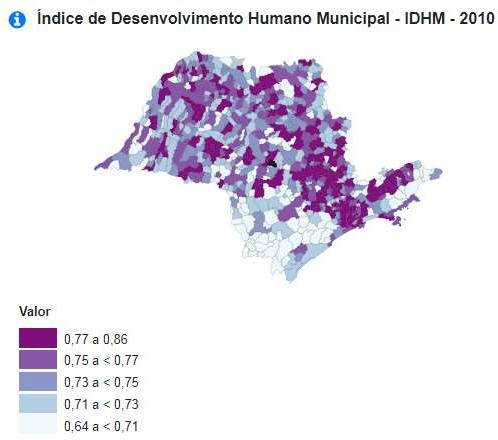 Índice de Desenvolvimento Humano Municipal - IDHM - 2010
Valor
0,77 a 0,86
0,75 a < 0,77
0,73 a < 0,75
0,71 a < 0,73
0,64 a < 0,71